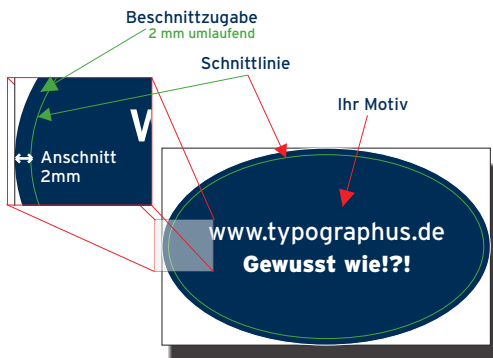 Beschnittzugabe
2 mm umlaufend
Schnittlinie
Ihr Motiv
W
Anschnitt
2mm
www.typographus.de
Gewusst wie!?!